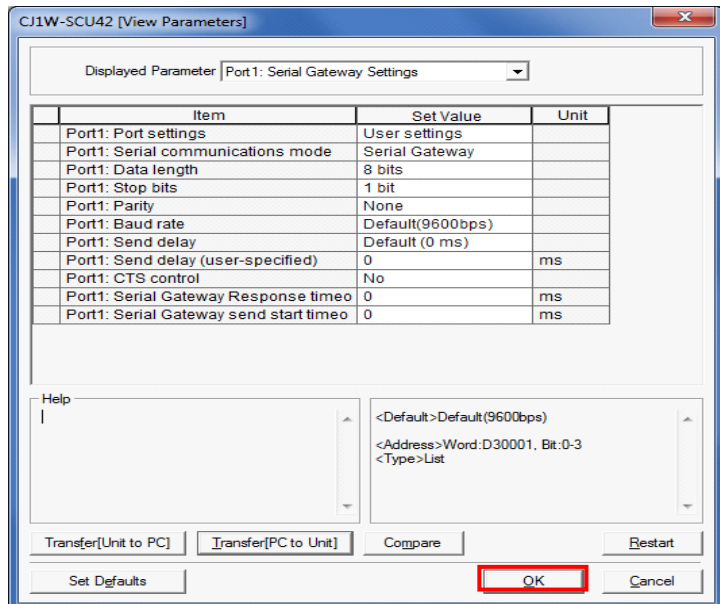 CJ1W-SCU42 [View Parameters]
Displayed Parameter Port1: Serial Gateway Settings
Item Set Value Unit
Port1: Port settings User settings
Port1: Serial communications mode Serial Gateway
Port1: Data length 8 bits
Port1: Stop bits 1 bit
Port1: Parity None
Port1: Baud rate Default(9600bps)
Port1: Send delay Default (0 ms)
Port1: Send delay (user-specified) 0 ms
Port1: CTS control No
Port1: Serial Gateway Response timeo 0 ms
Port1: Serial Gateway send start timeo 0 ms
Help
<Default>Default(9600bps)
<Address>Word:D30001, Bit:0-3
<Type>List
Transfer[Unit to PC] Transfer[PC to Unit] Compare Restart
Set Defaults OK Cancel